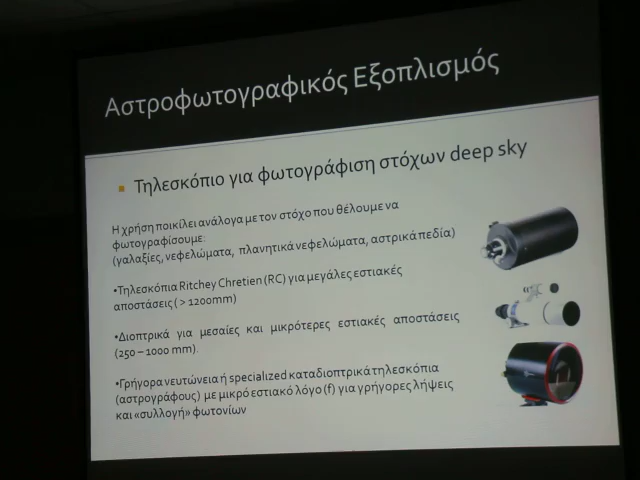 Αστροφωτογραφικός Εξοπλισμός
▪ Τηλεσκόπιο για φωτογράφιση στόχων deep sky
Η χρήση ποικίλει ανάλογα με τον στόχο που θέλουμε να
φωτογραφίσουμε:
(γαλαξίες, νεφελώματα, πλανητικά νεφελώματα, αστρικά πεδία)
•Τηλεσκόπια Ritchey Chretien (RC) για μεγάλες εστιακές
αποστάσεις ( > 1200mm)
•Διοπτρικά για μεσαίες και μικρότερες εστιακές αποστάσεις
(250 – 1000 mm).
•Γρήγορα νευτώνεια ή specialized καταδιοπτρικά τηλεσκόπια
(αστρογράφους) με μικρό εστιακό λόγο (f) για γρήγορες λήψεις
και «συλλογή» φωτονίων